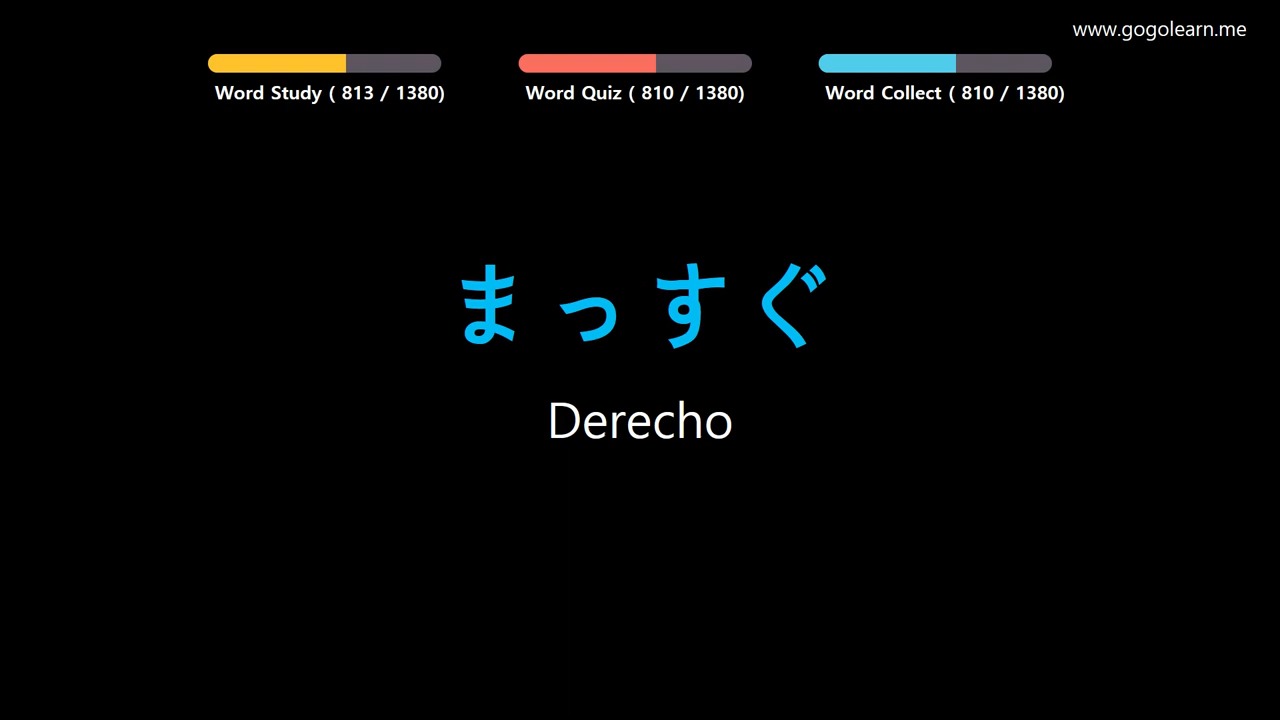 www.gogolearn.me
Word Study ( 813 / 1380)
Word Quiz ( 810 / 1380)
Word Collect ( 810 / 1380)
まっすぐ
Derecho